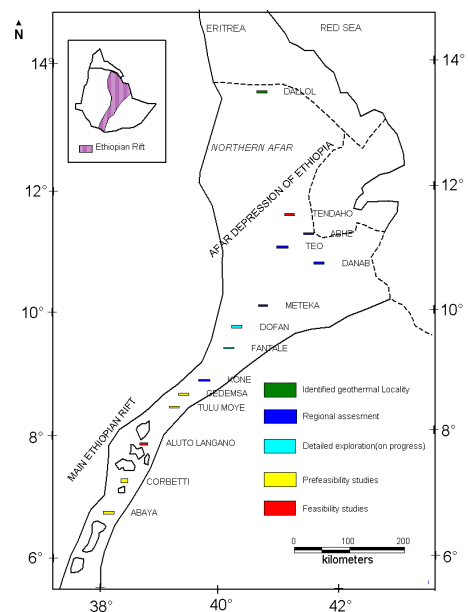 ERITREA
RED SEA
N
14°
14°
DALLOL
Ethiopian Rift
NORTHERN AFAR
AFAR DEPRESSION OF ETHIOPIA
12°
12°
TENDAHO
ABHE
TEO
DANAB
METEKA
10°
10°
DOFAN
FANTALE
KONE
GEDEMSA
TULU MOYE
Identified geothermal Locality
Regional assesment
8°
8°
MAIN ETHIOPIAN RIFT
ALUTO LANGANO
Detailed exploration(on progress)
CORBETTI
Prefeasibility studies
ABAYA
Feasibility studies
0 100 200
kilometers
6°
6°
38° 40° 42°